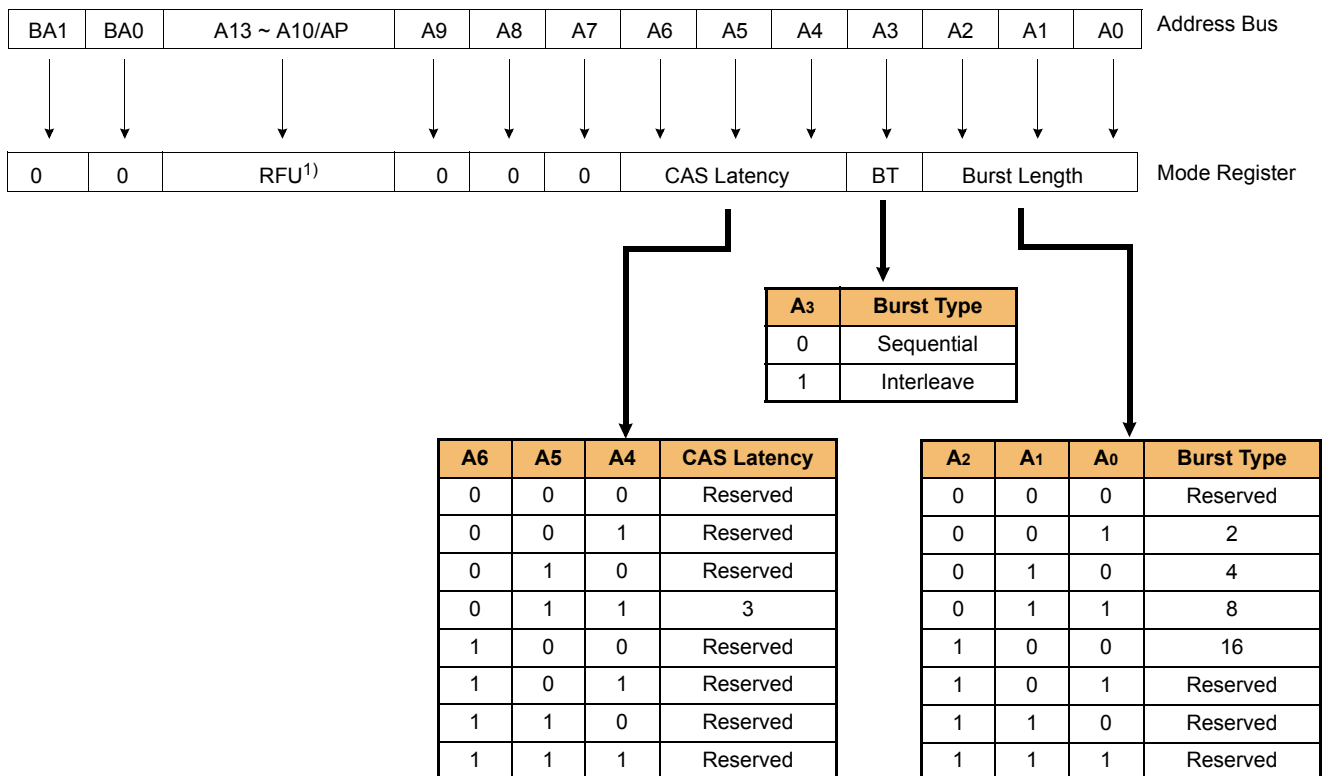 BA1 BA0 A13 ~ A10/AP A9 A8 A7 A6 A5 A4 A3 A2 A1 A0 Address Bus
0 0 RFU1) 0 0 0 CAS Latency BT Burst Length Mode Register
A3 Burst Type
0 Sequential
1 Interleave
A6 A5 A4 CAS Latency
0 0 0 Reserved
0 0 1 Reserved
0 1 0 Reserved
0 1 1 3
1 0 0 Reserved
1 0 1 Reserved
1 1 0 Reserved
1 1 1 Reserved
A2 A1 A0 Burst Type
0 0 0 Reserved
0 0 1 2
0 1 0 4
0 1 1 8
1 0 0 16
1 0 1 Reserved
1 1 0 Reserved
1 1 1 Reserved